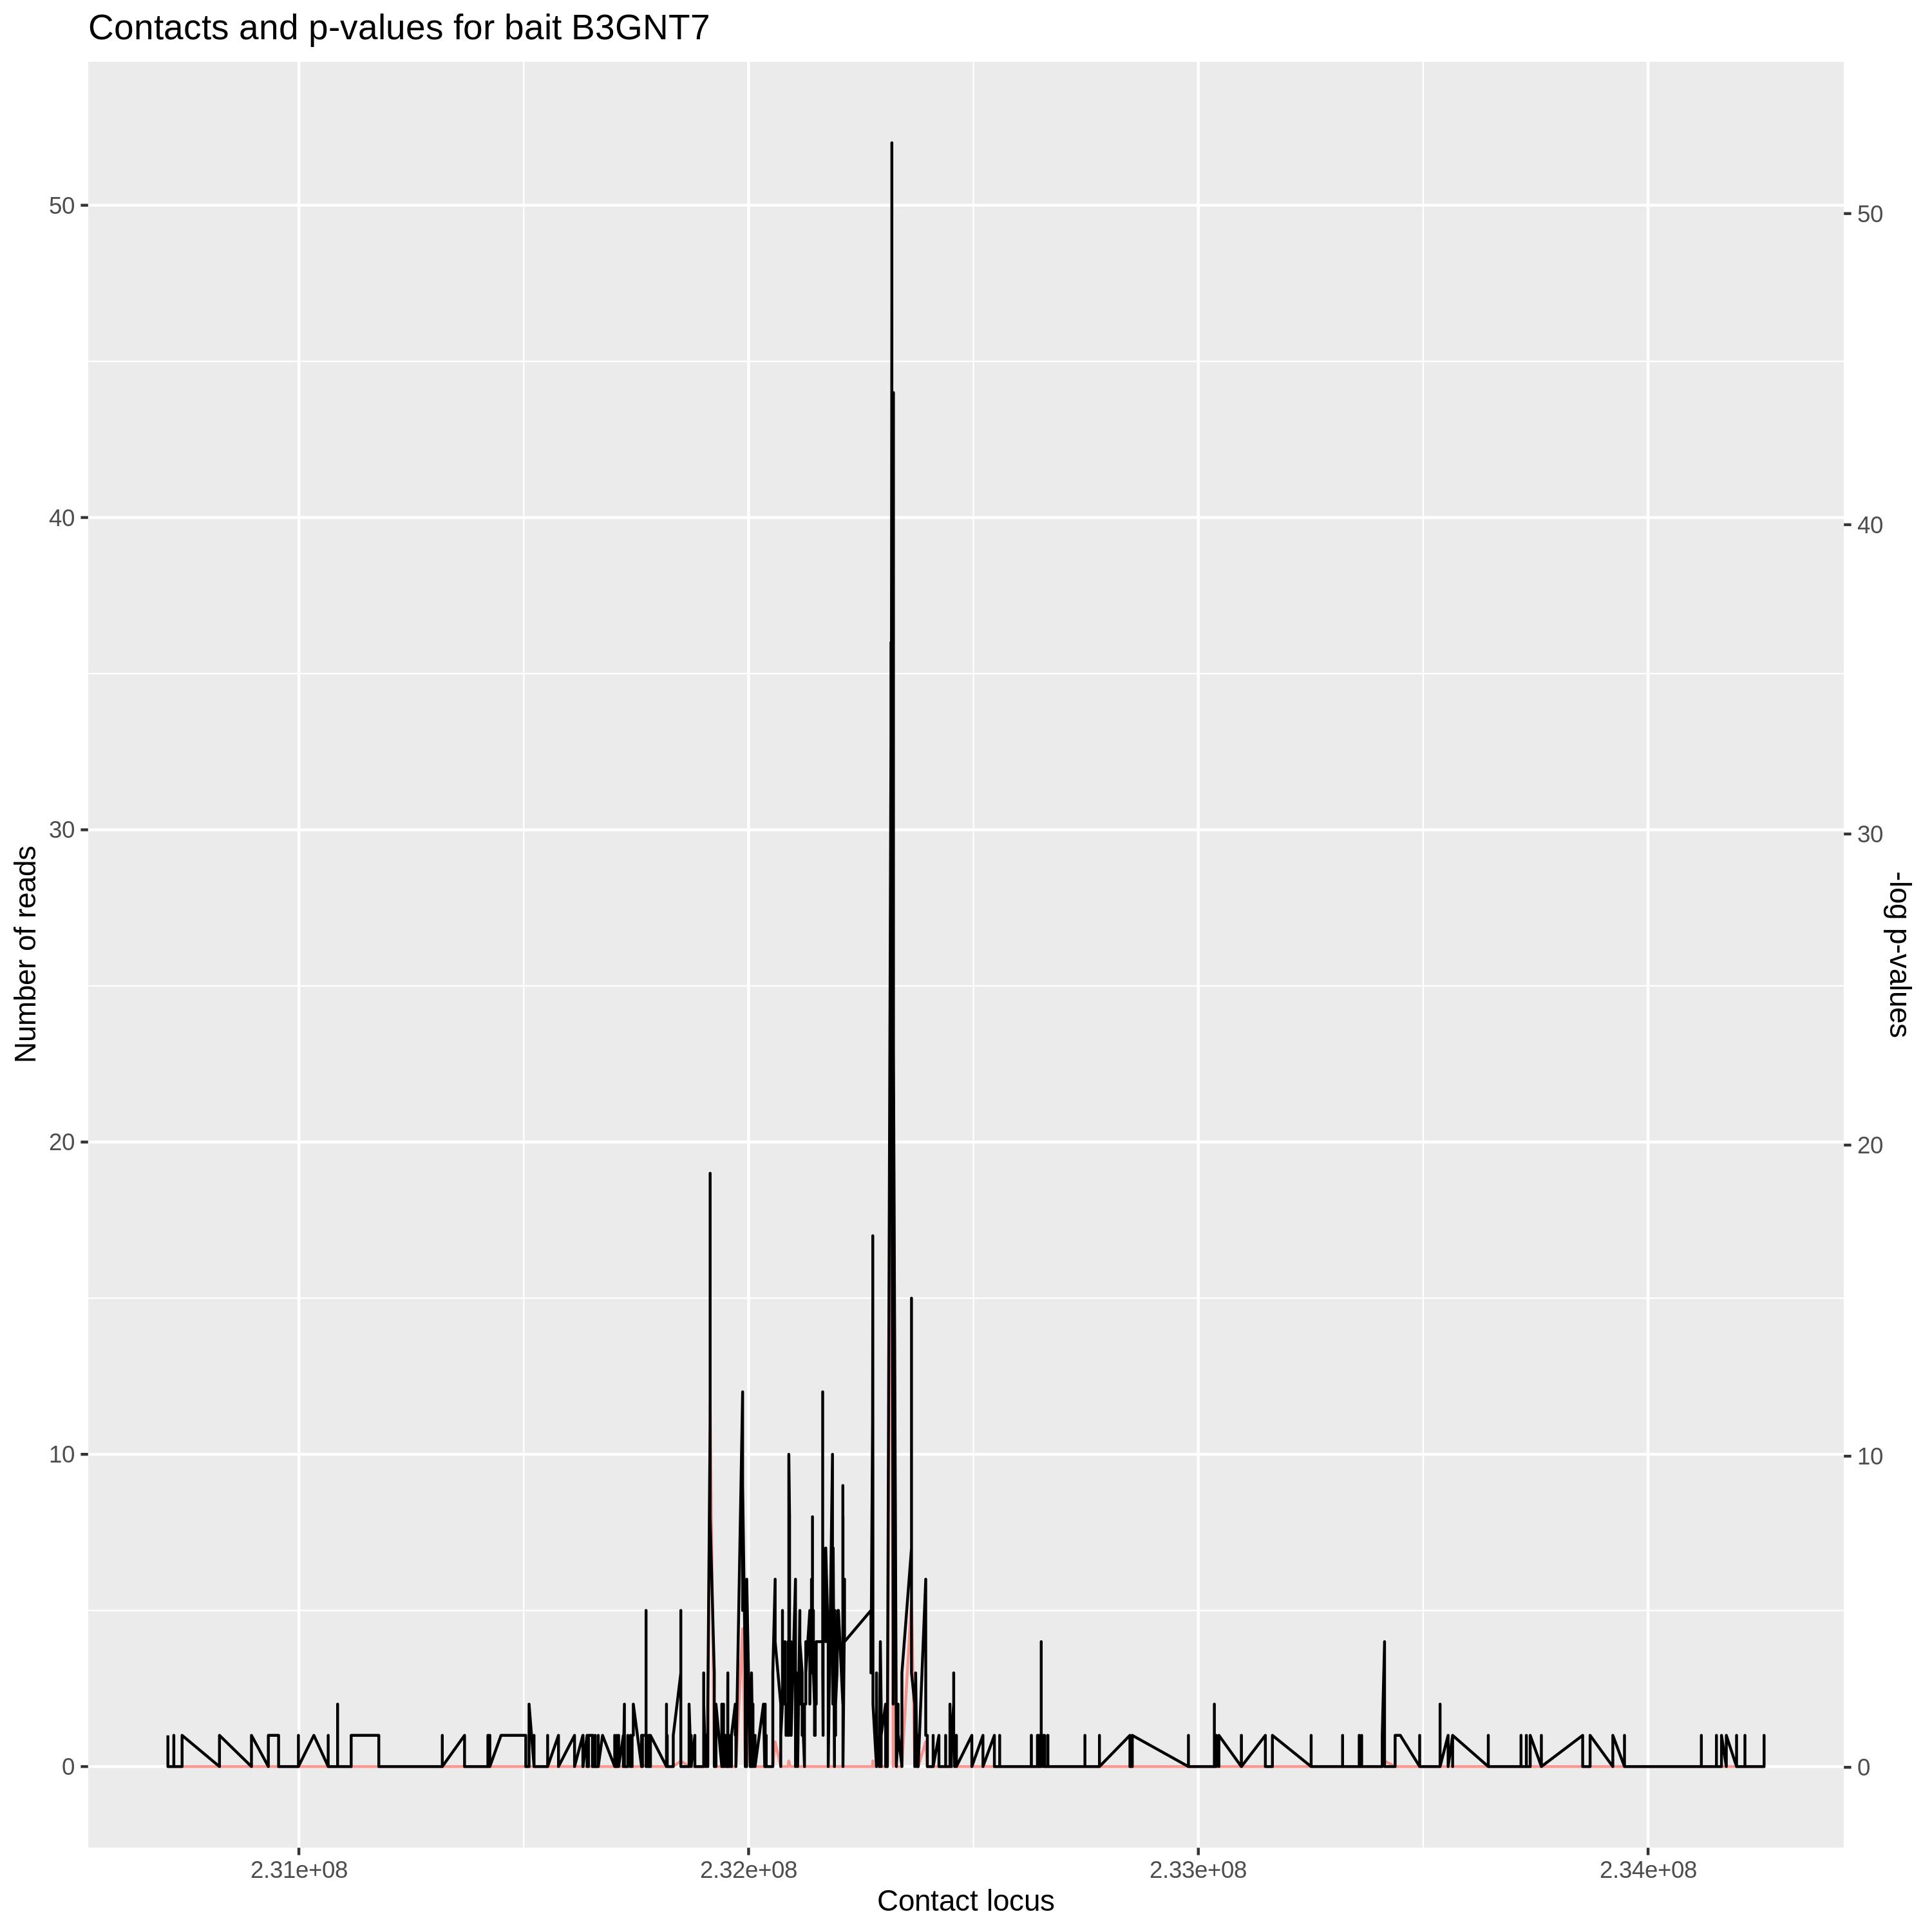 Contacts and p-values for bait B3GNT7
50
40
30
20
10
0
50
40
30
20
10
0
Number of reads
-log p-values
2.31e+08
2.32e+08
2.33e+08
2.34e+08
Contact locus